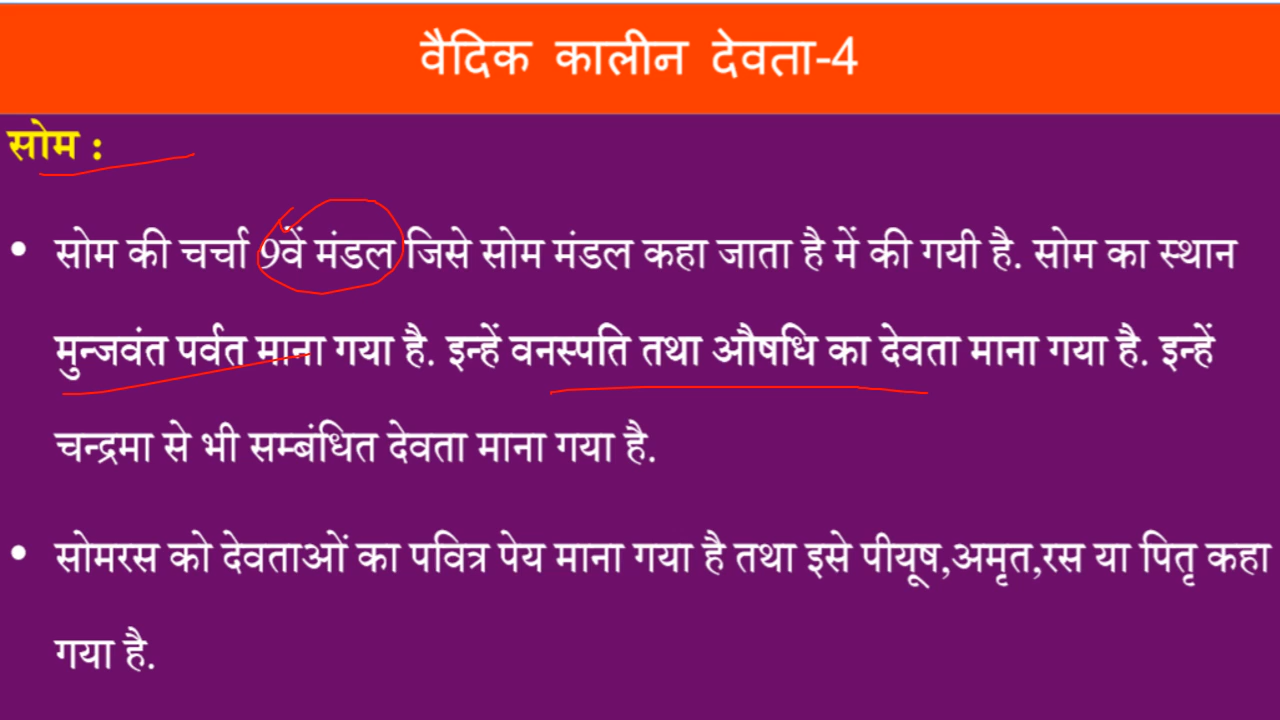 वैदिक कालीन देवता-4
सोम :
• सोम की चर्चा 9वें मंडल जिसे सोम मंडल कहा जाता है में की गयी है. सोम का स्थान
मुन्जवंत पर्वत माना गया है. इन्हें वनस्पति तथा औषधि का देवता माना गया है. इन्हें
चन्द्रमा से भी सम्बंधित देवता माना गया है.
• सोमरस को देवताओं का पवित्र पेय माना गया है तथा इसे पीयूष,अमृत,रस या पितृ कहा
गया है.